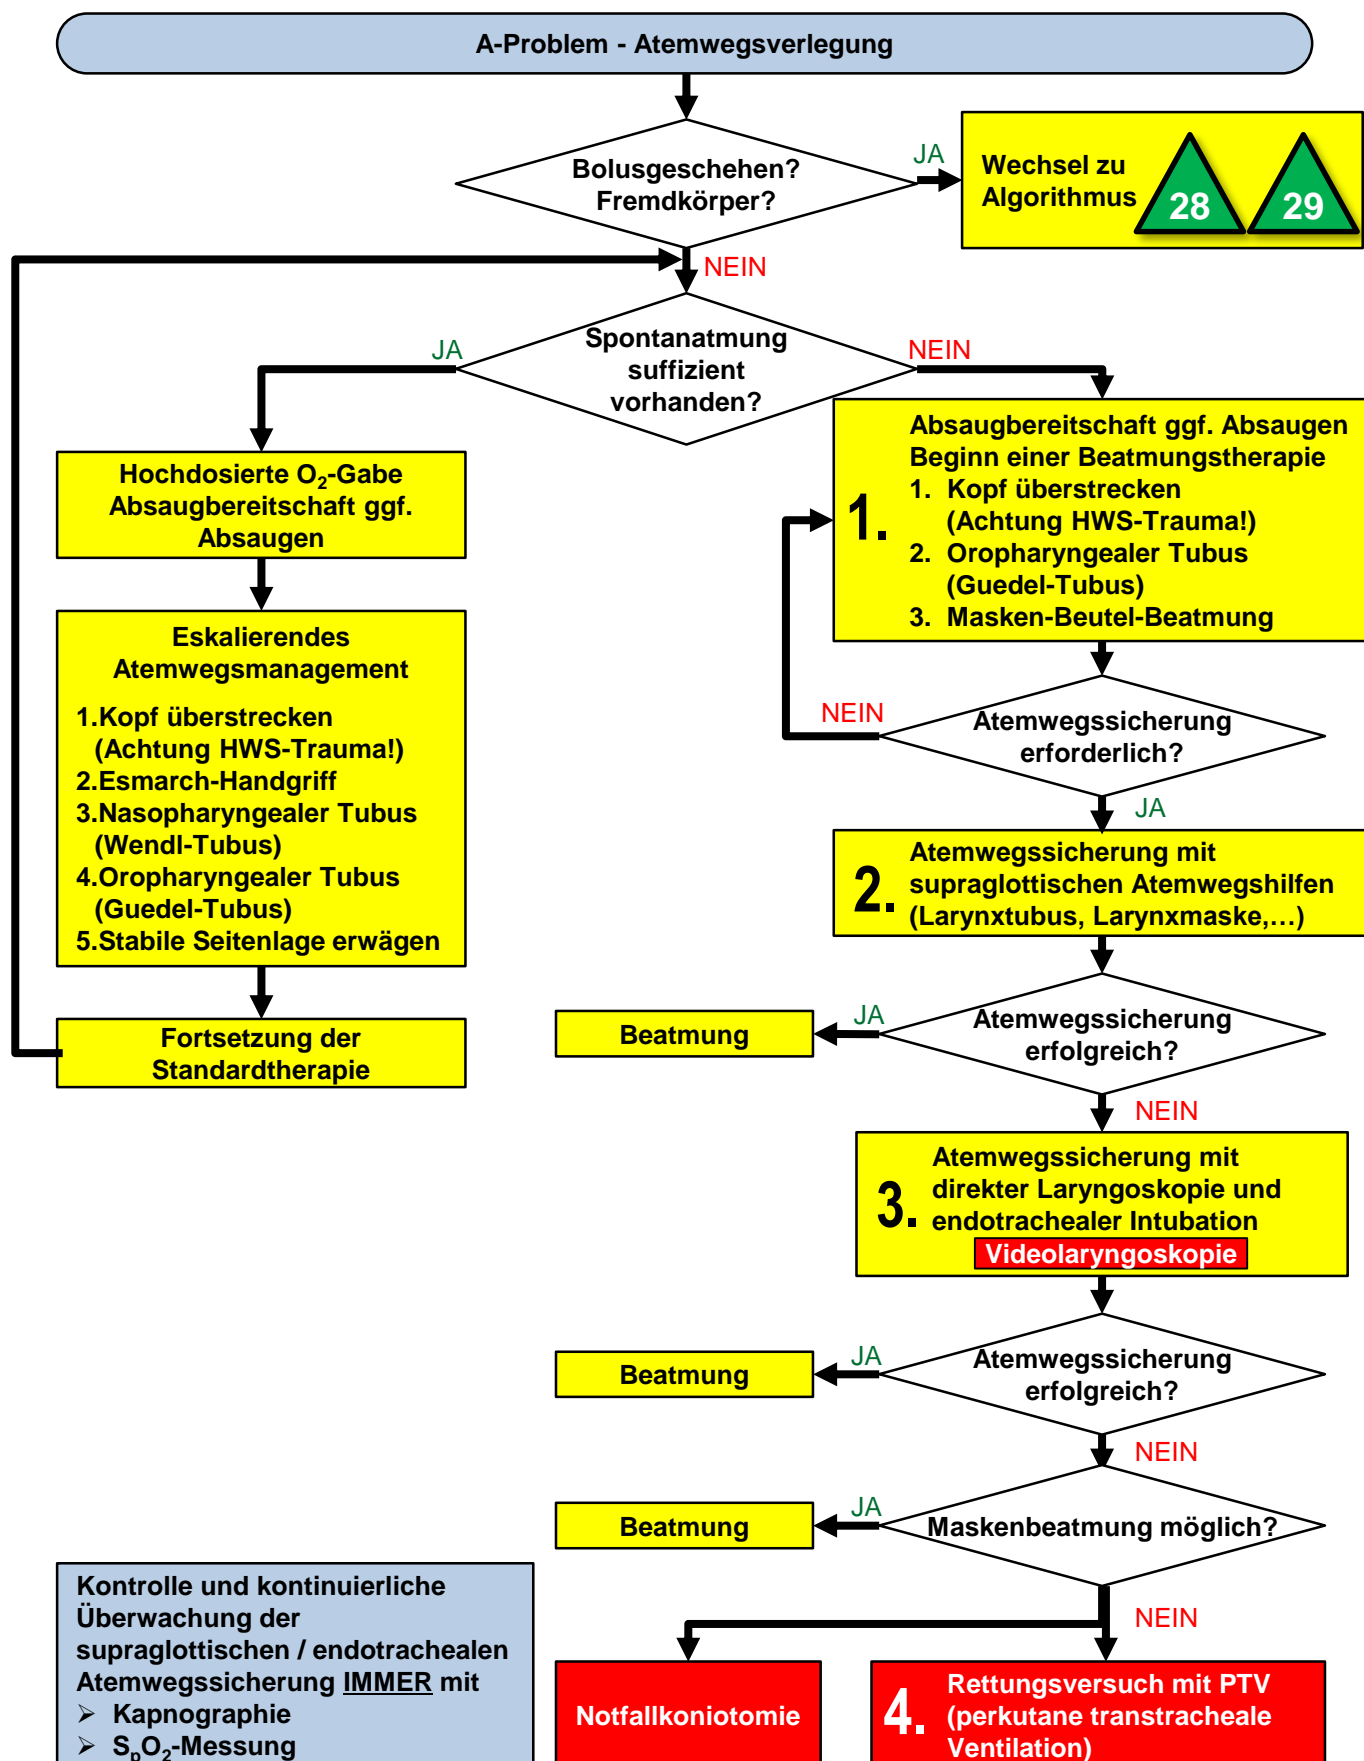 A-Problem - Atemwegsverlegung
Bolusgeschehen?
Fremdkörper?
JA
Wechsel zu
Algorithmus
28
29
NEIN
Spontanatmung
suffizient
vorhanden?
JA
NEIN
Hochdosierte O₂-Gabe
Absaugbereitschaft ggf.
Absaugen
Eskalierendes
Atemwegsmanagement
1.Kopf überstrecken
(Achtung HWS-Trauma!)
2.Esmarch-Handgriff
3.Nasopharyngealer Tubus
(Wendl-Tubus)
4.Oropharyngealer Tubus
(Guedel-Tubus)
5.Stabile Seitenlage erwägen
Fortsetzung der
Standardtherapie
1.
Absaugbereitschaft ggf. Absaugen
Beginn einer Beatmungstherapie
1. Kopf überstrecken
(Achtung HWS-Trauma!)
2. Oropharyngealer Tubus
(Guedel-Tubus)
3. Masken-Beutel-Beatmung
NEIN
Atemwegssicherung
erforderlich?
JA
2.
Atemwegssicherung mit
supraglottischen Atemwegshilfen
(Larynxtubus, Larynxmaske,…)
Beatmung
JA
Atemwegssicherung
erfolgreich?
NEIN
3.
Atemwegssicherung mit
direkter Laryngoskopie und
endotrachealer Intubation
Videolaryngoskopie
Beatmung
JA
Atemwegssicherung
erfolgreich?
NEIN
Beatmung
JA
Maskenbeatmung möglich?
NEIN
Kontrolle und kontinuierliche
Überwachung der
supraglottischen / endotrachealen
Atemwegssicherung IMMER mit
➢ Kapnographie
➢ SpO₂-Messung
Notfallkoniotomie
4.
Rettungsversuch mit PTV
(perkutane transtracheale
Ventilation)